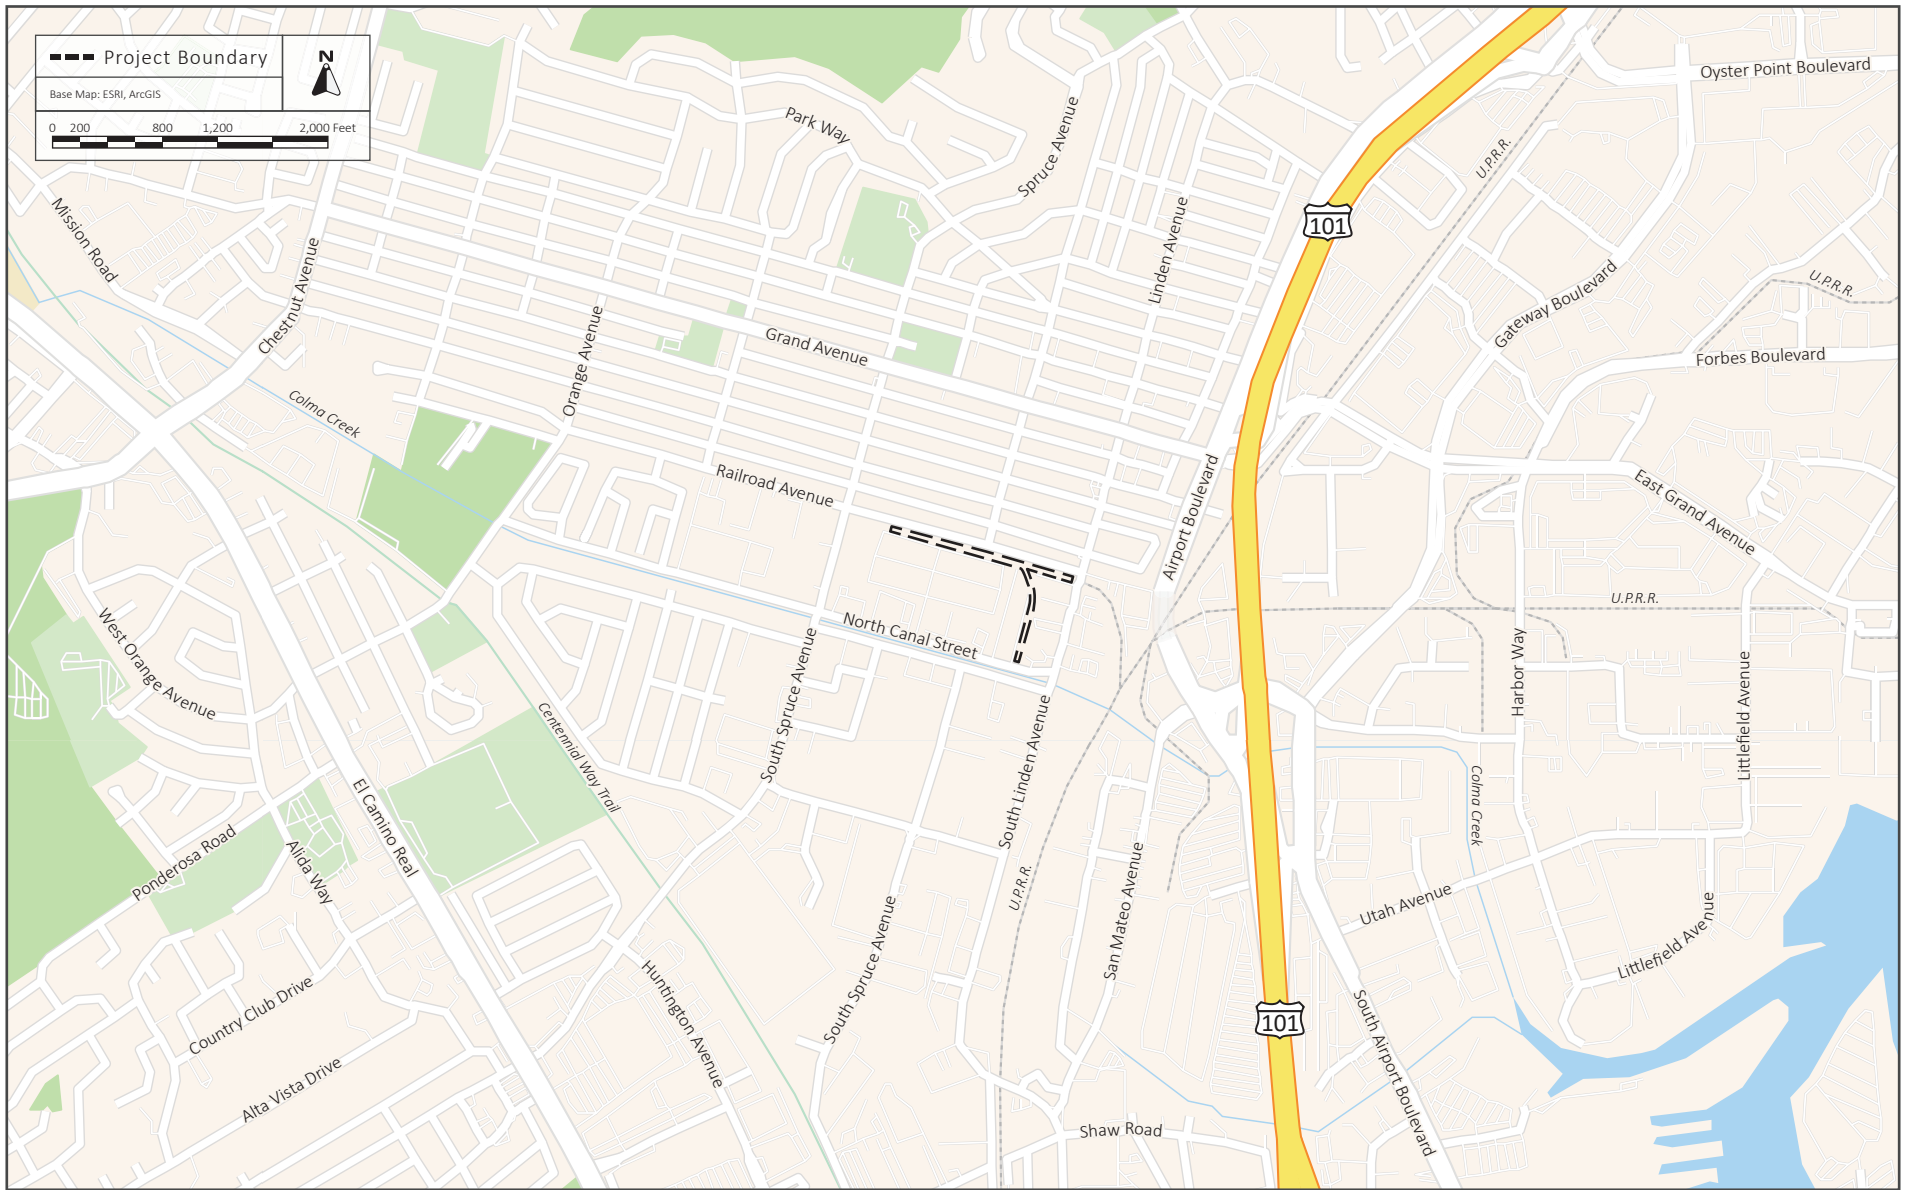 Project Boundary
N
Base Map: ESRI, ArcGIS
0 200 800 1,200 2,000 Feet
Oyster Point Boulevard
Park Way
Spruce Avenue
U.P.R.R.
Mission Road
Chestnut Avenue
Linden Avenue
101
Gateway Boulevard
U.P.R.R.
Orange Avenue
Grand Avenue
Forbes Boulevard
Colma Creek
Railroad Avenue
Airport Boulevard
East Grand Avenue
U.P.R.R.
West Orange Avenue
North Canal Street
South Spruce Avenue
Harbor Way
Littlefield Avenue
Centennial Way Trail
South Linden Avenue
El Camino Real
Colma Creek
Ponderosa Road
Alida Way
U.P.R.R.
San Mateo Avenue
Utah Avenue
Littlefield Avenue
South Spruce Avenue
Huntington Avenue
Country Club Drive
101
South Airport Boulevard
Alta Vista Drive
Shaw Road